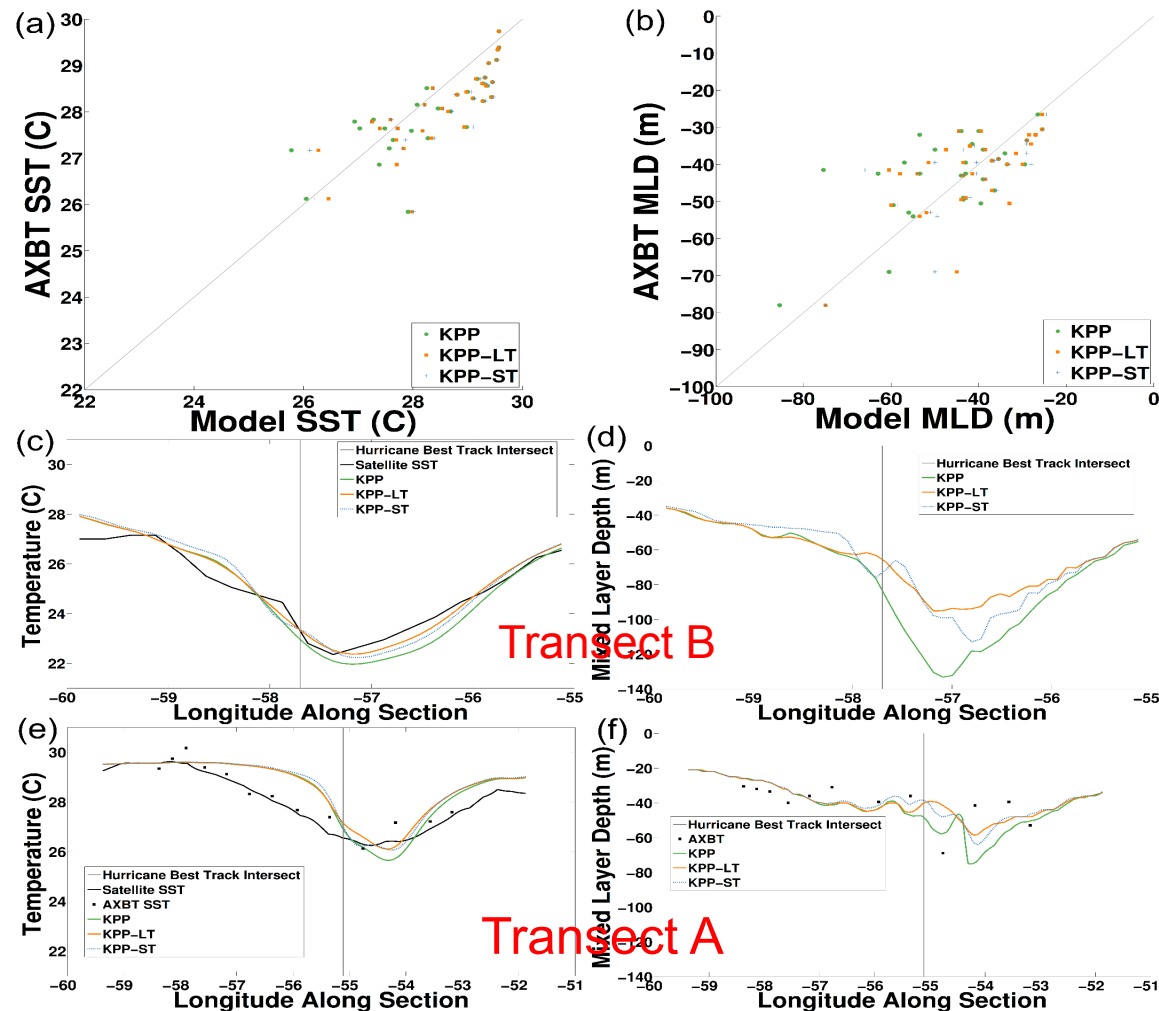 (a)
30
29
28
27
26
25
24
23
22
AXBT SST (C)
22 24 26 28 30
Model SST (C)
KPP
KPP-LT
KPP-ST
(b)
0
-10
-20
-30
-40
-50
-60
-70
-80
-90
-100
AXBT MLD (m)
-100 -80 -60 -40 -20 0
Model MLD (m)
KPP
KPP-LT
KPP-ST
(c)
30
28
26
24
22
Temperature (C)
-60 -59 -58 -57 -56 -55
Longitude Along Section
Hurricane Best Track Intersect
Satellite SST
KPP
KPP-LT
KPP-ST
(d)
0
-20
-40
-60
-80
-100
-120
-140
Mixed Layer Depth (m)
-60 -59 -58 -57 -56 -55
Longitude Along Section
Hurricane Best Track Intersect
KPP
KPP-LT
KPP-ST
Transect B
(e)
30
28
26
24
22
Temperature (C)
-60 -59 -58 -57 -56 -55 -54 -53 -52 -51
Longitude Along Section
Hurricane Best Track Intersect
Satellite SST
AXBT SST
KPP
KPP-LT
KPP-ST
(f)
0
-20
-40
-60
-80
-100
-120
-140
Mixed Layer Depth (m)
-60 -59 -58 -57 -56 -55 -54 -53 -52 -51
Longitude Along Section
Hurricane Best Track Intersect
AXBT
KPP
KPP-LT
KPP-ST
Transect A